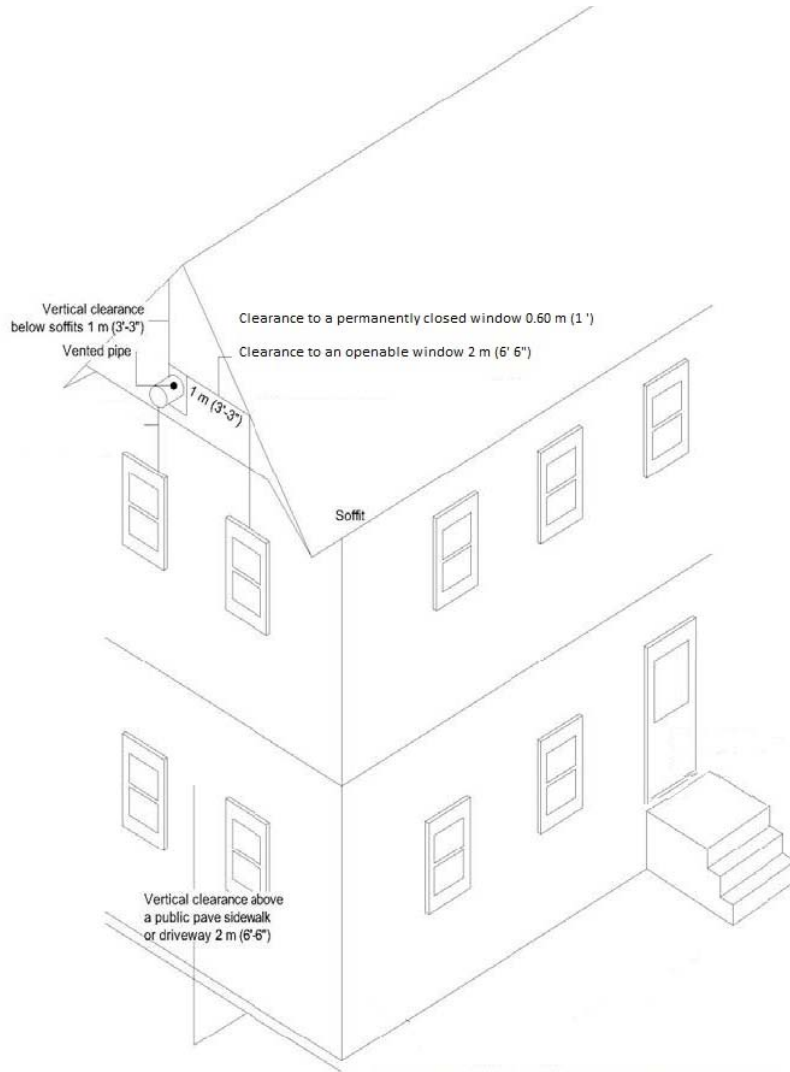 Vertical clearance
below soffits 1 m (3'-3")
Vented pipe
Clearance to a permanently closed window 0.60 m (1 ')
Clearance to an openable window 2 m (6' 6")
1 m (3'-3")
Soffit
Vertical clearance above
a public pave sidewalk
or driveway 2 m (6'-6")